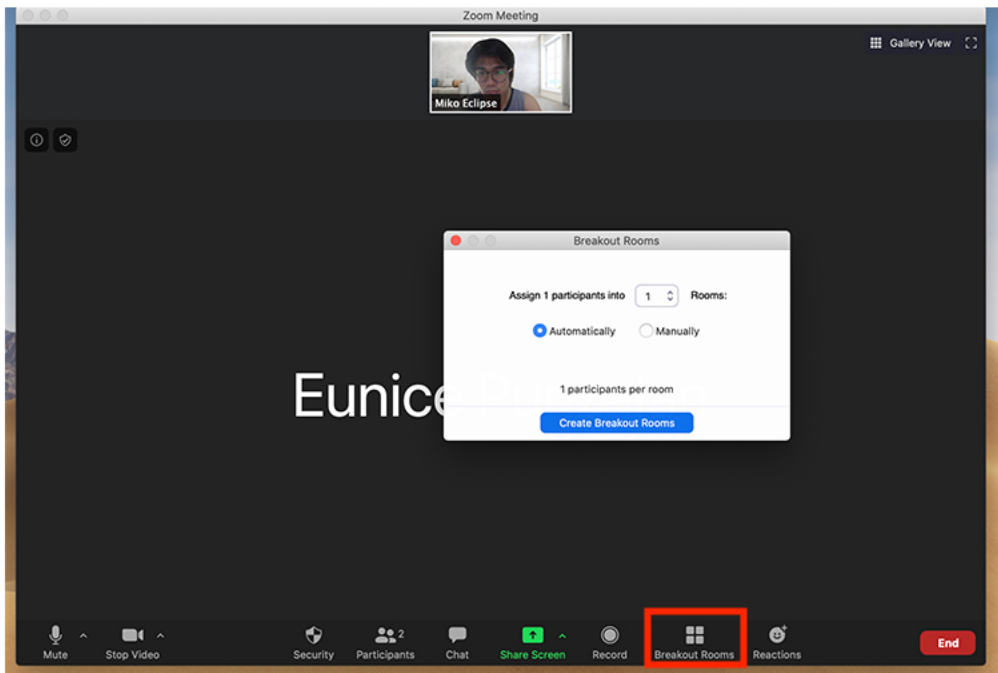 Zoom Meeting
Gallery View
Miko Eclipse
Breakout Rooms
Assign 1 participants into 1 Rooms:
Automatically Manually
1 participants per room
Create Breakout Rooms
Eunice
2
Mute Stop Video Security Participants Chat Share Screen Record Breakout Rooms Reactions End